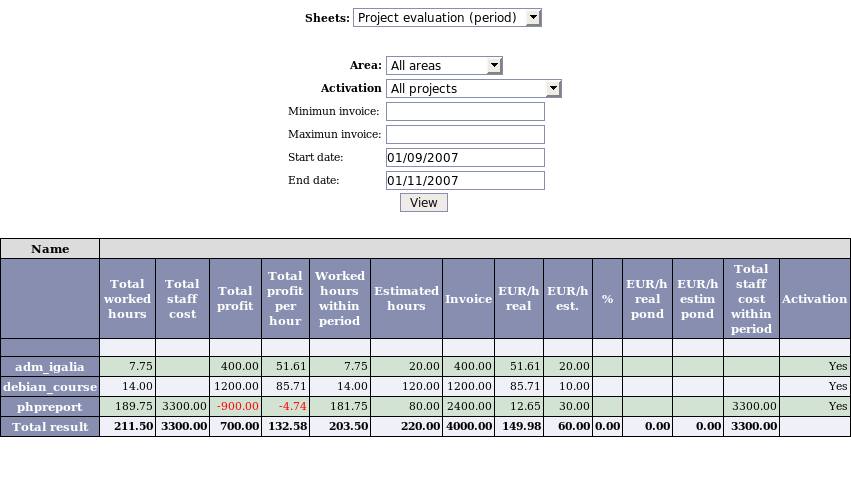 Sheets: Project evaluation (period)
Area: All areas
Activation All projects
Minimun invoice:
Maximun invoice:
Start date: 01/09/2007
End date: 01/11/2007
View
Name
Total worked hours Total staff cost Total profit Total profit per hour Worked hours within period Estimated hours Invoice EUR/h real EUR/h est. % EUR/h real pond EUR/h estim pond Total staff cost within period Activation
adm_igalia 7.75 400.00 51.61 7.75 20.00 400.00 51.61 20.00 Yes
debian_course 14.00 1200.00 85.71 14.00 120.00 1200.00 85.71 10.00 Yes
phpreport 189.75 3300.00 -900.00 -4.74 181.75 80.00 2400.00 12.65 30.00 3300.00 Yes
Total result 211.50 3300.00 700.00 132.58 203.50 220.00 4000.00 149.98 60.00 0.00 0.00 0.00 3300.00